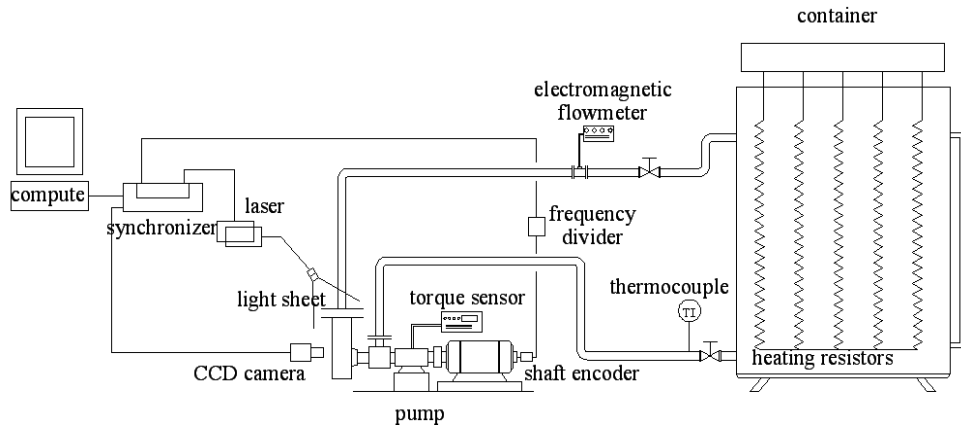 container
electromagnetic
flowmeter
compute
laser
synchronizer
frequency
divider
thermocouple
light sheet
torque sensor
TI
heating resistors
CCD camera
shaft encoder
pump